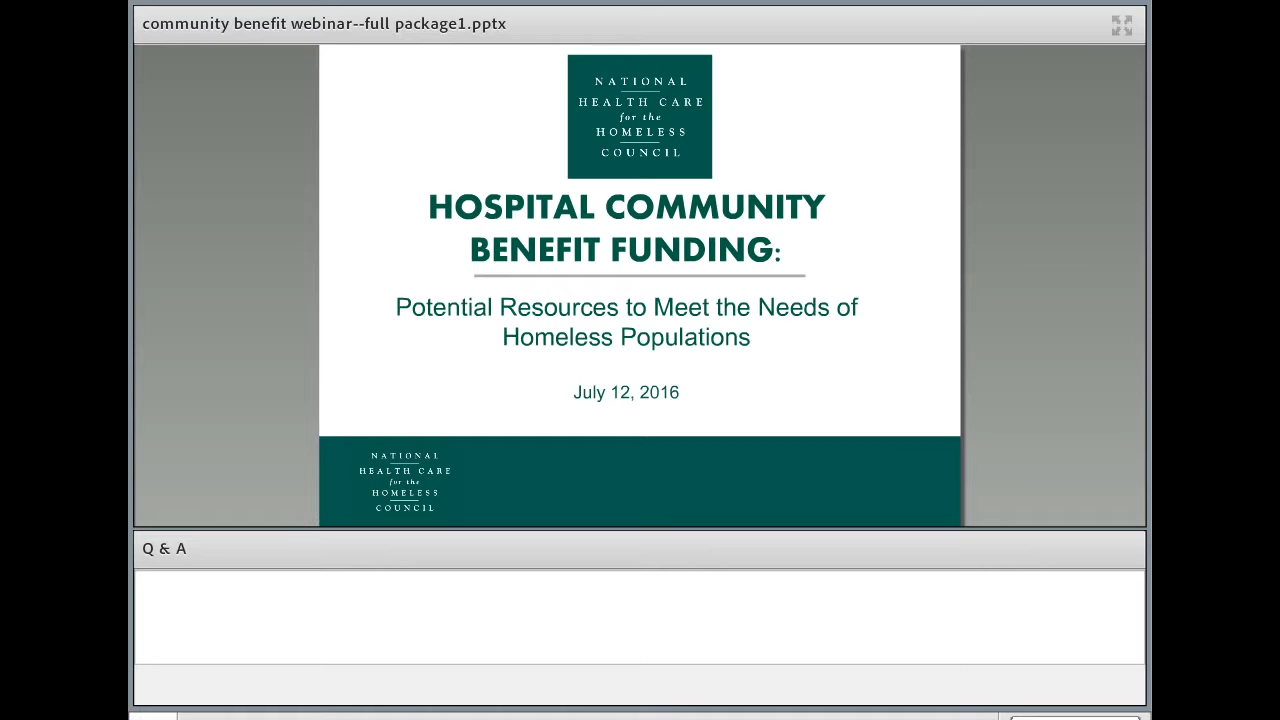 community benefit webinar--full package1.pptx
NATIONAL
HEALTH CARE
for the
HOMELESS
COUNCIL
HOSPITAL COMMUNITY
BENEFIT FUNDING:
Potential Resources to Meet the Needs of
Homeless Populations
July 12, 2016
NATIONAL
HEALTH CARE
for the
HOMELESS
COUNCIL
Q & A